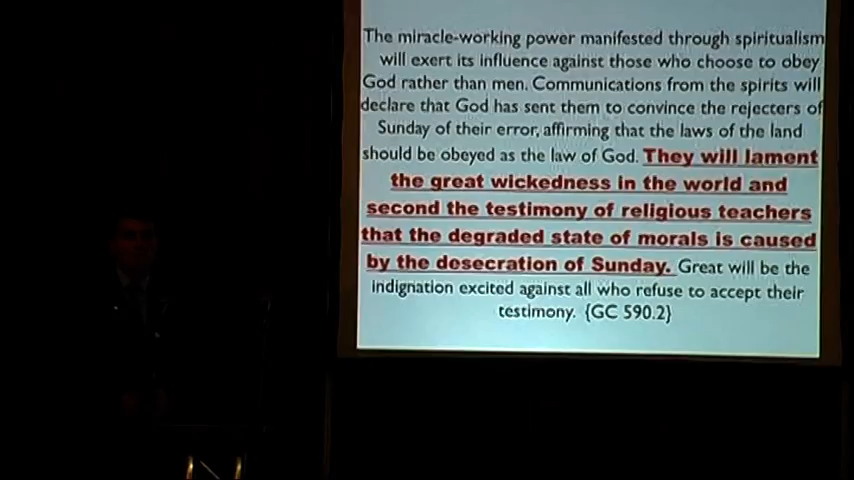 The miracle-working power manifested through spiritualism
will exert its influence against those who choose to obey
God rather than men. Communications from the spirits will
declare that God has sent them to convince the rejecters of
Sunday of their error, affirming that the laws of the land
should be obeyed as the law of God. They will lament
the great wickedness in the world and
second the testimony of religious teachers
that the degraded state of morals is caused
by the desecration of Sunday. Great will be the
indignation excited against all who refuse to accept their
testimony. {GC 590.2}